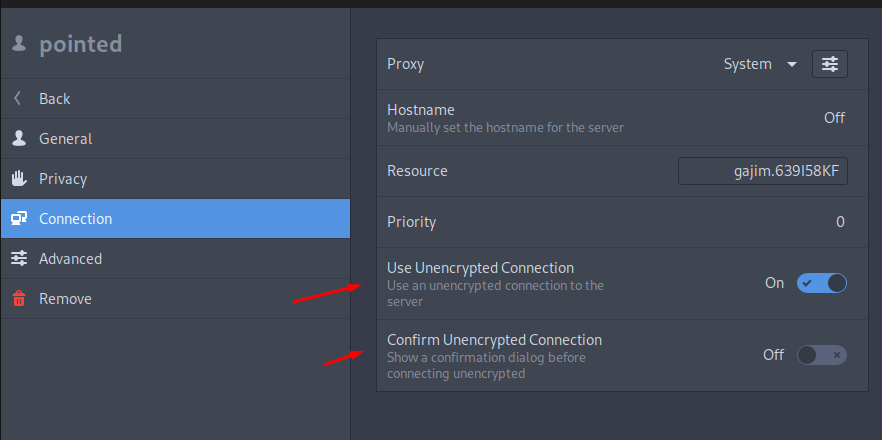 pointed
Back
General
Privacy
Connection
Advanced
Remove
Proxy System
Hostname Off
Manually set the hostname for the server
Resource gajim.639I58KF
Priority 0
Use Unencrypted Connection On
Use an unencrypted connection to the
server
Confirm Unencrypted Connection Off
Show a confirmation dialog before
connecting unencrypted